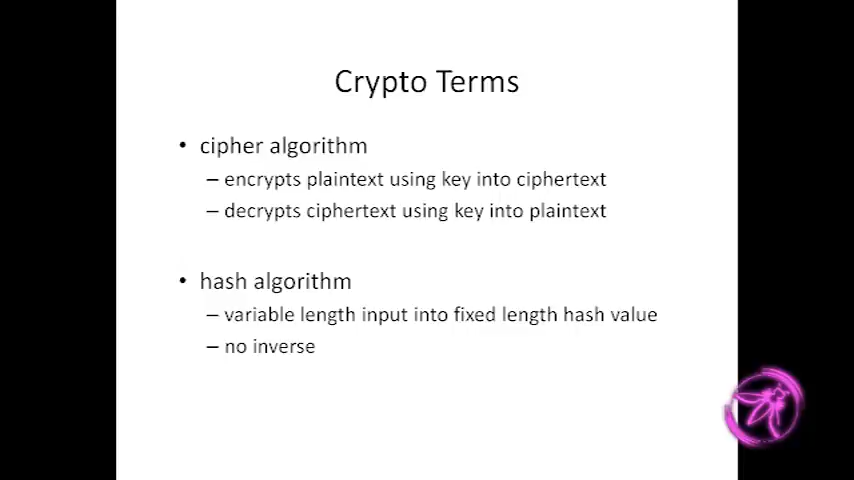 Crypto Terms
• cipher algorithm
– encrypts plaintext using key into ciphertext
– decrypts ciphertext using key into plaintext
• hash algorithm
– variable length input into fixed length hash value
– no inverse